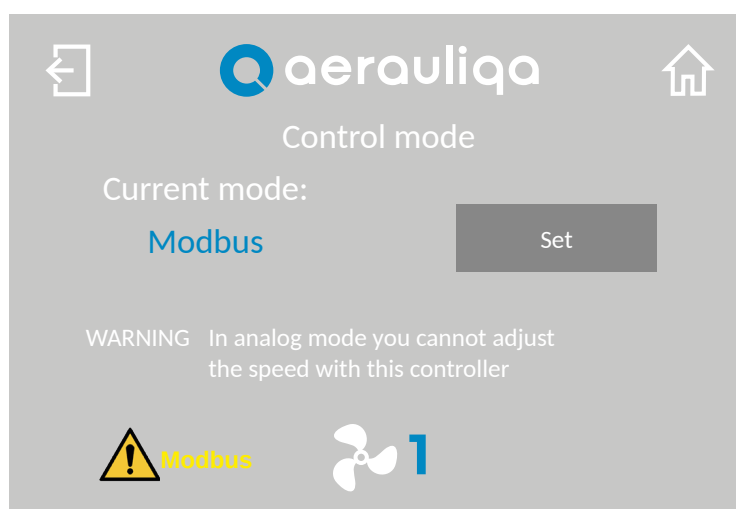 aerauliqa
Control mode
Current mode:
Modbus
Set
WARNING In analog mode you cannot adjust
the speed with this controller
Modbus
1